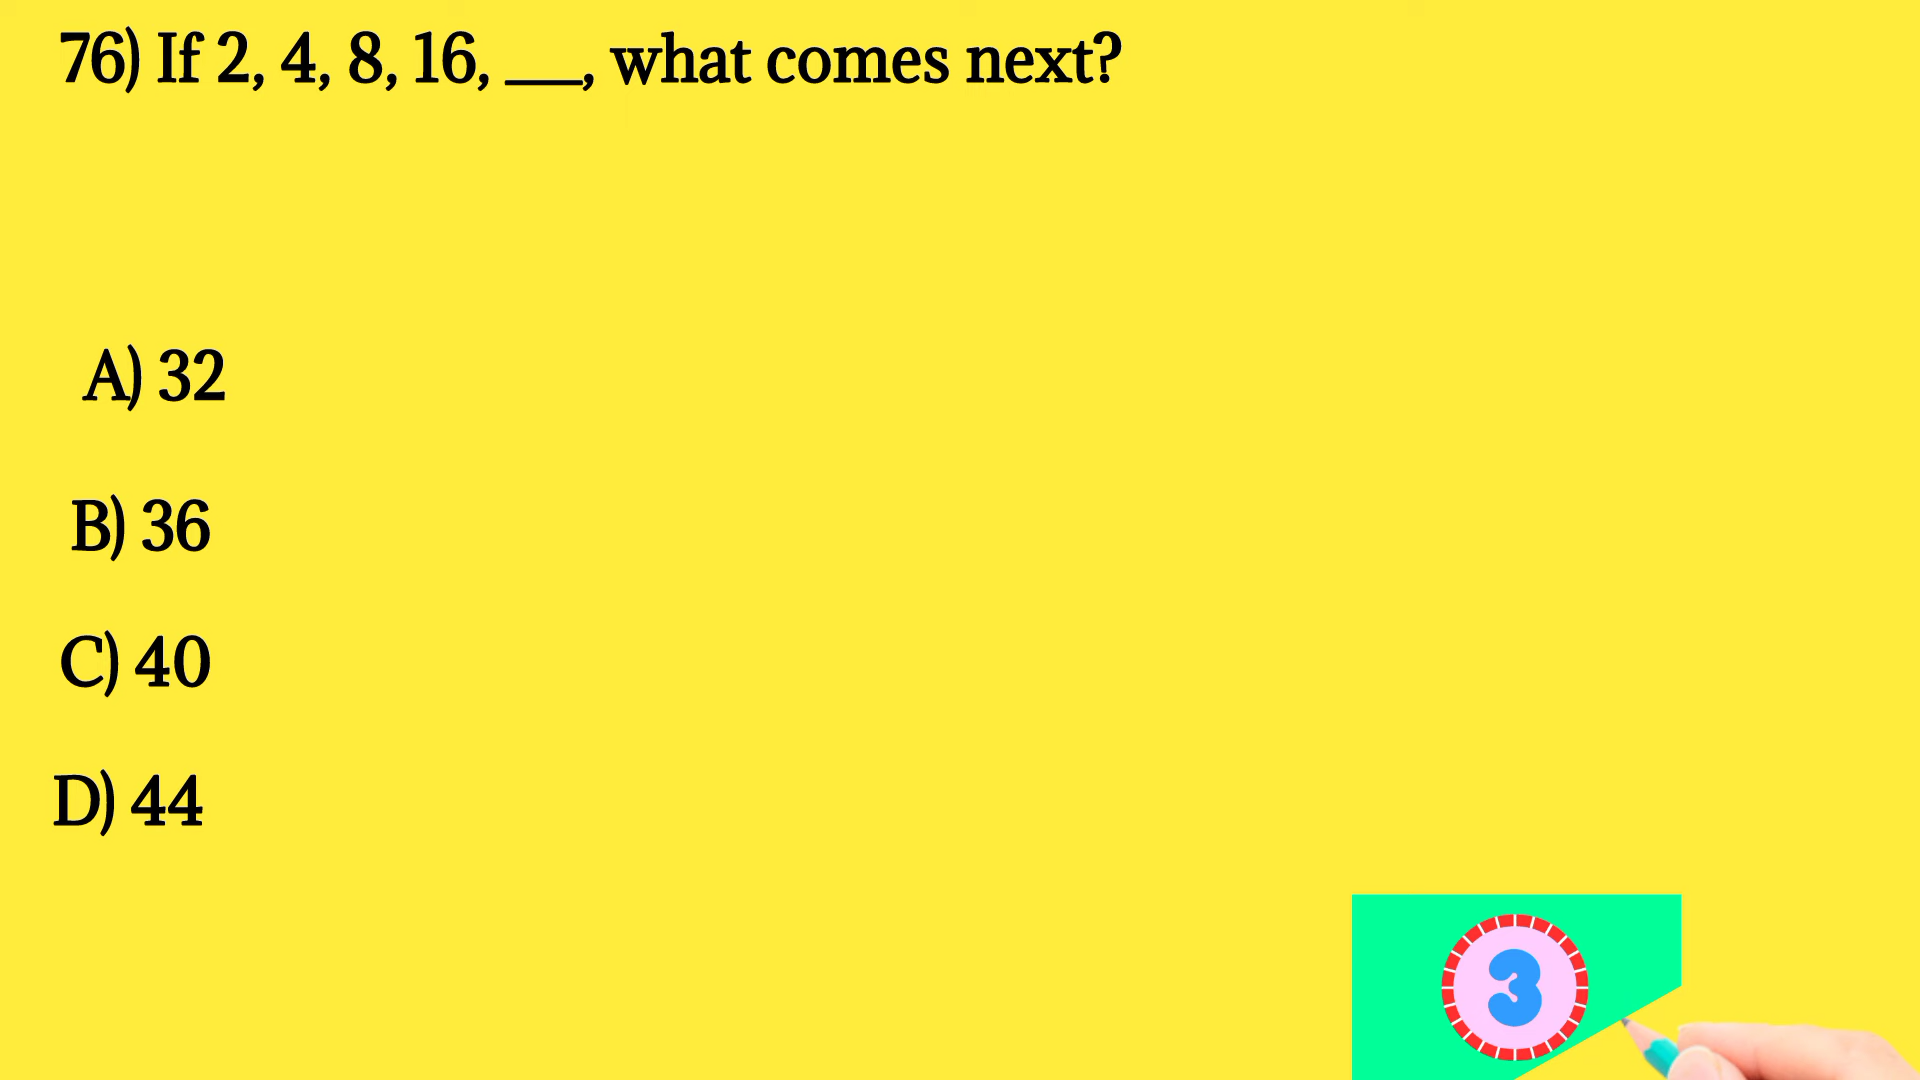 76) If 2, 4, 8, 16, ___, what comes next?
A) 32
B) 36
C) 40
D) 44
3